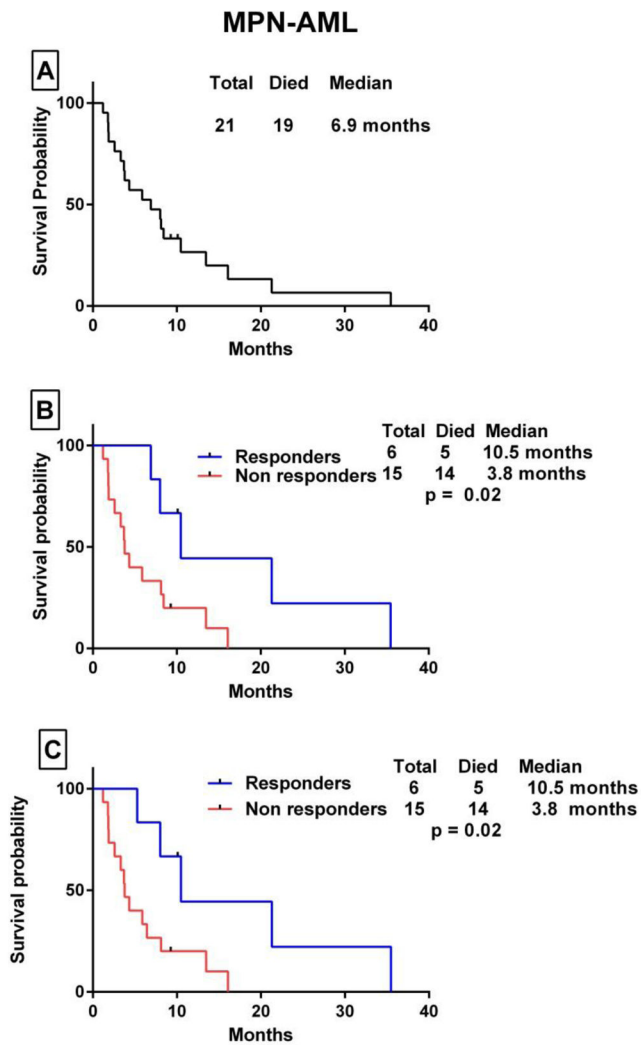 MPN-AML
A
Total Died Median
21 19 6.9 months
Survival Probability
100
50
0
0 10 20 30 40
Months
B
Total Died Median
Responders 6 5 10.5 months
Non responders 15 14 3.8 months
p = 0.02
Survival probability
100
50
0
0 10 20 30 40
Months
C
Total Died Median
Responders 6 5 10.5 months
Non responders 15 14 3.8 months
p = 0.02
Survival probability
100
50
0
0 10 20 30 40
Months